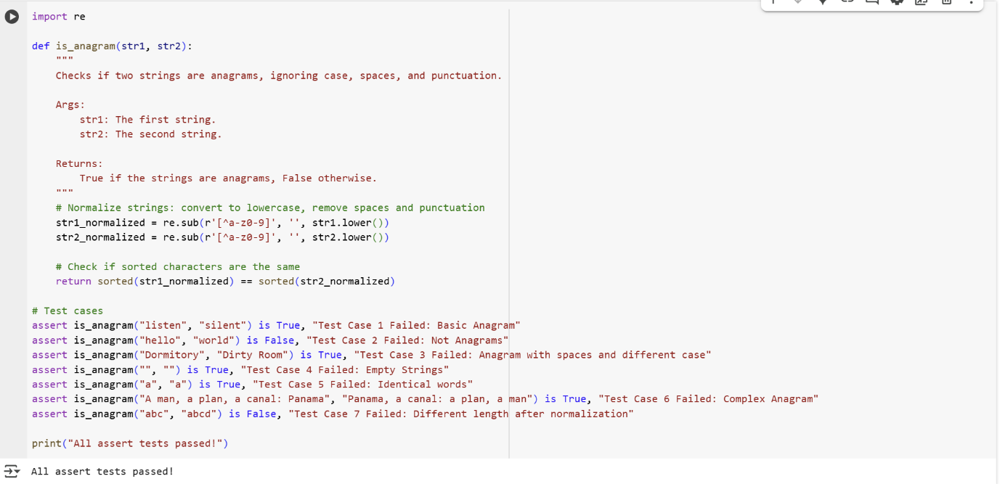 import re

def is_anagram(str1, str2):
    """
    Checks if two strings are anagrams, ignoring case, spaces, and punctuation.

    Args:
        str1: The first string.
        str2: The second string.

    Returns:
        True if the strings are anagrams, False otherwise.
    """
    # Normalize strings: convert to lowercase, remove spaces and punctuation
    str1_normalized = re.sub(r'[^a-z0-9]', '', str1.lower())
    str2_normalized = re.sub(r'[^a-z0-9]', '', str2.lower())

    # Check if sorted characters are the same
    return sorted(str1_normalized) == sorted(str2_normalized)

# Test cases
assert is_anagram("listen", "silent") is True, "Test Case 1 Failed: Basic Anagram"
assert is_anagram("hello", "world") is False, "Test Case 2 Failed: Not Anagrams"
assert is_anagram("Dormitory", "Dirty Room") is True, "Test Case 3 Failed: Anagram with spaces and different case"
assert is_anagram("", "") is True, "Test Case 4 Failed: Empty Strings"
assert is_anagram("a", "a") is True, "Test Case 5 Failed: Identical words"
assert is_anagram("A man, a plan, a canal: Panama", "Panama, a canal: a plan, a man") is True, "Test Case 6 Failed: Complex Anagram"
assert is_anagram("abc", "abcd") is False, "Test Case 7 Failed: Different length after normalization"

print("All assert tests passed!")
All assert tests passed!